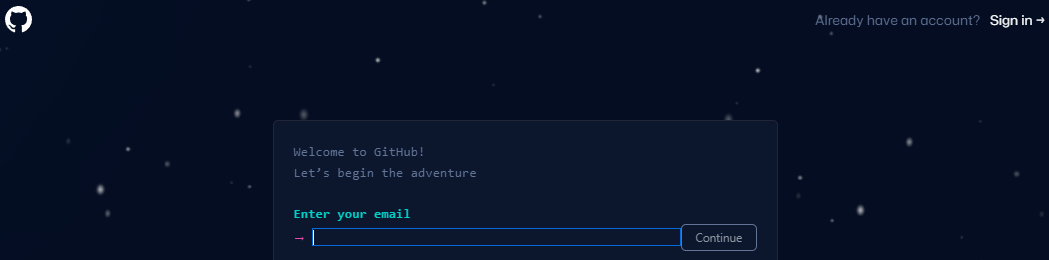 Already have an account? Sign in →
Welcome to GitHub!
Let’s begin the adventure
Enter your email
→ Continue